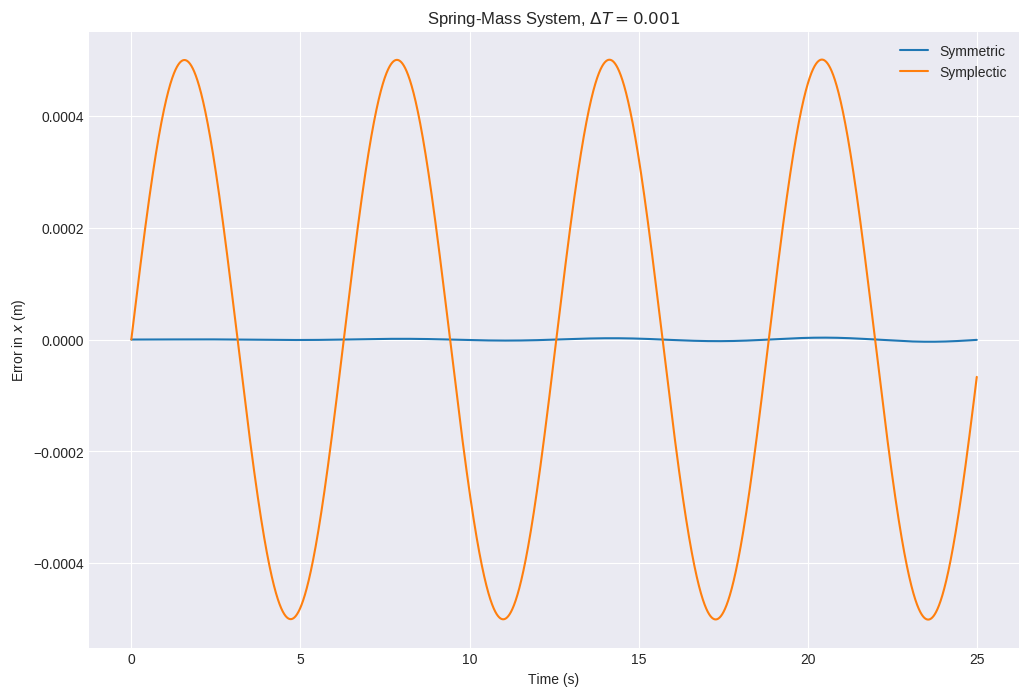 Spring-Mass System, ΔT = 0.001
Symmetric
Symplectic
0.0004
0.0002
0.0000
−0.0002
−0.0004
Error in x (m)
0 5 10 15 20 25
Time (s)